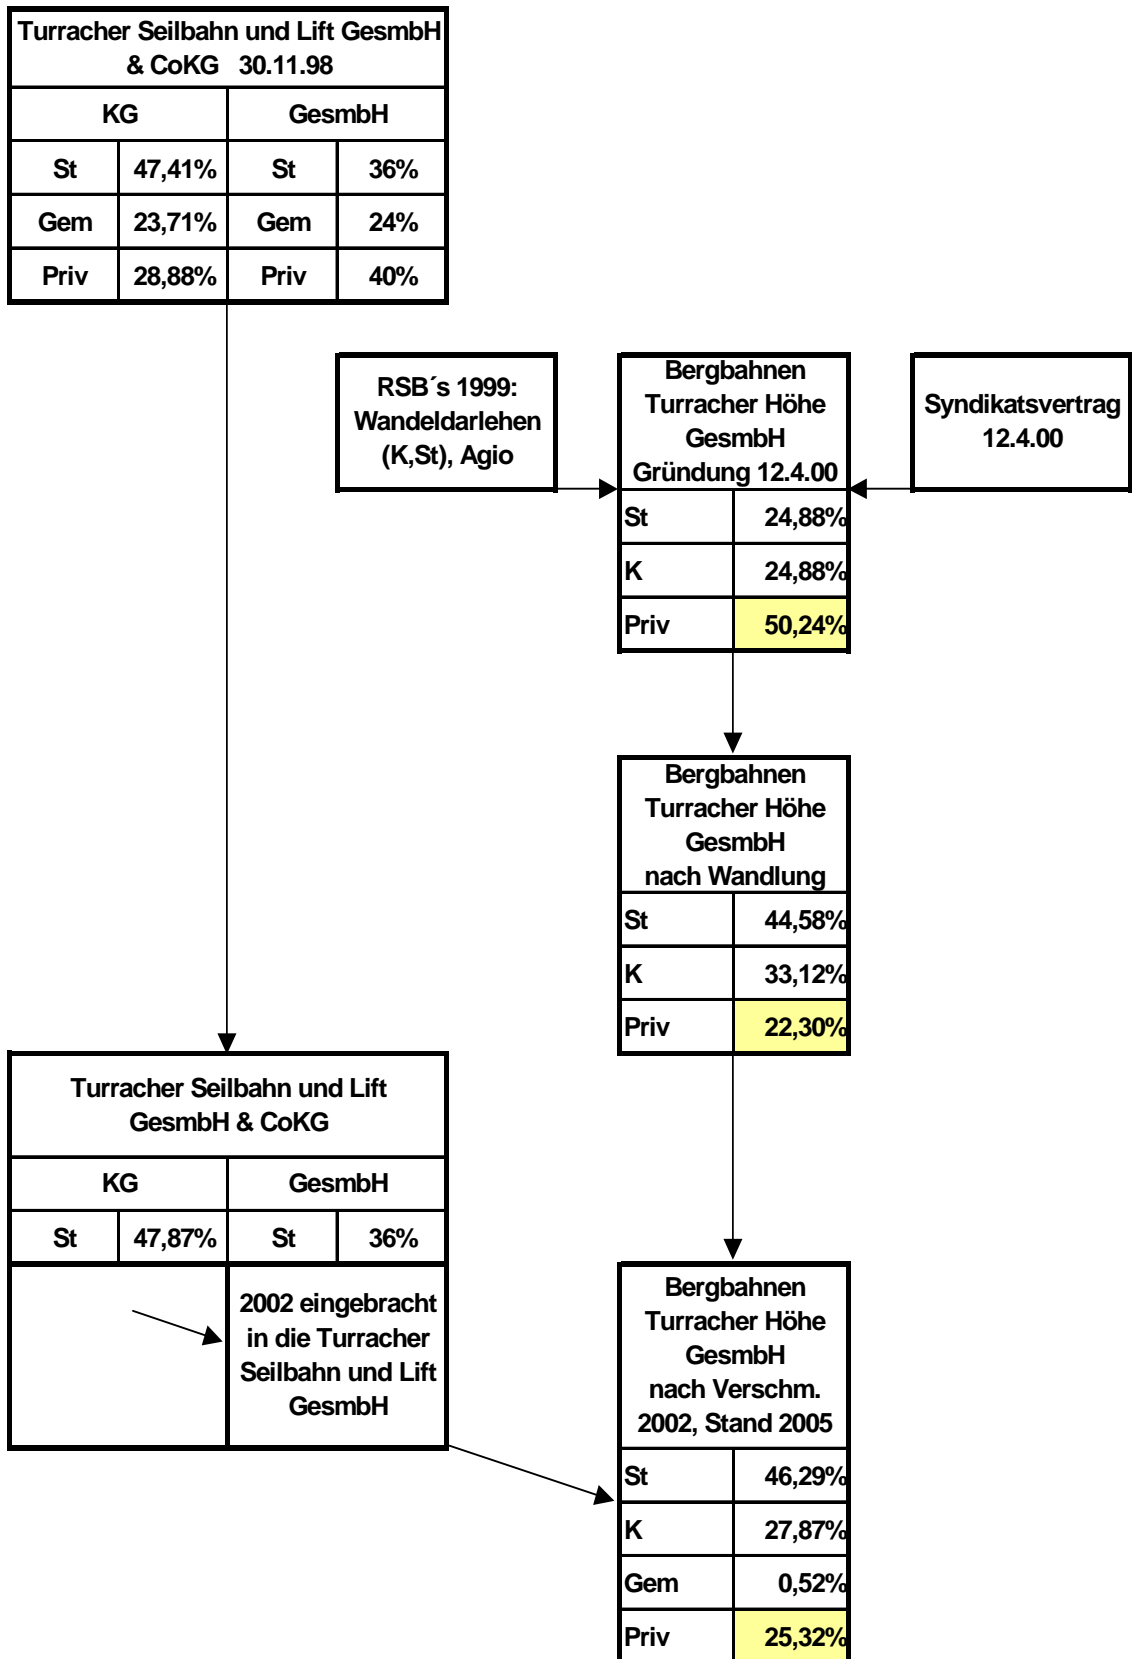 Turracher Seilbahn und Lift GesmbH
& CoKG 30.11.98
KG GesmbH
St 47,41% St 36%
Gem 23,71% Gem 24%
Priv 28,88% Priv 40%
RSB´s 1999:
Wandeldarlehen
(K,St), Agio
Bergbahnen
Turracher Höhe
GesmbH
Gründung 12.4.00
St 24,88%
K 24,88%
Priv 50,24%
Syndikatsvertrag
12.4.00
Bergbahnen
Turracher Höhe
GesmbH
nach Wandlung
St 44,58%
K 33,12%
Priv 22,30%
Turracher Seilbahn und Lift
GesmbH & CoKG
KG GesmbH
St 47,87% St 36%
2002 eingebracht
in die Turracher
Seilbahn und Lift
GesmbH
Bergbahnen
Turracher Höhe
GesmbH
nach Verschm.
2002, Stand 2005
St 46,29%
K 27,87%
Gem 0,52%
Priv 25,32%